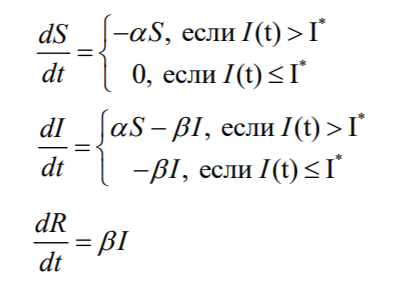 dS/dt = { −αS, если I(t) > I*
0, если I(t) ≤ I*
dI/dt = { αS − βI, если I(t) > I*
−βI, если I(t) ≤ I*
dR/dt = βI